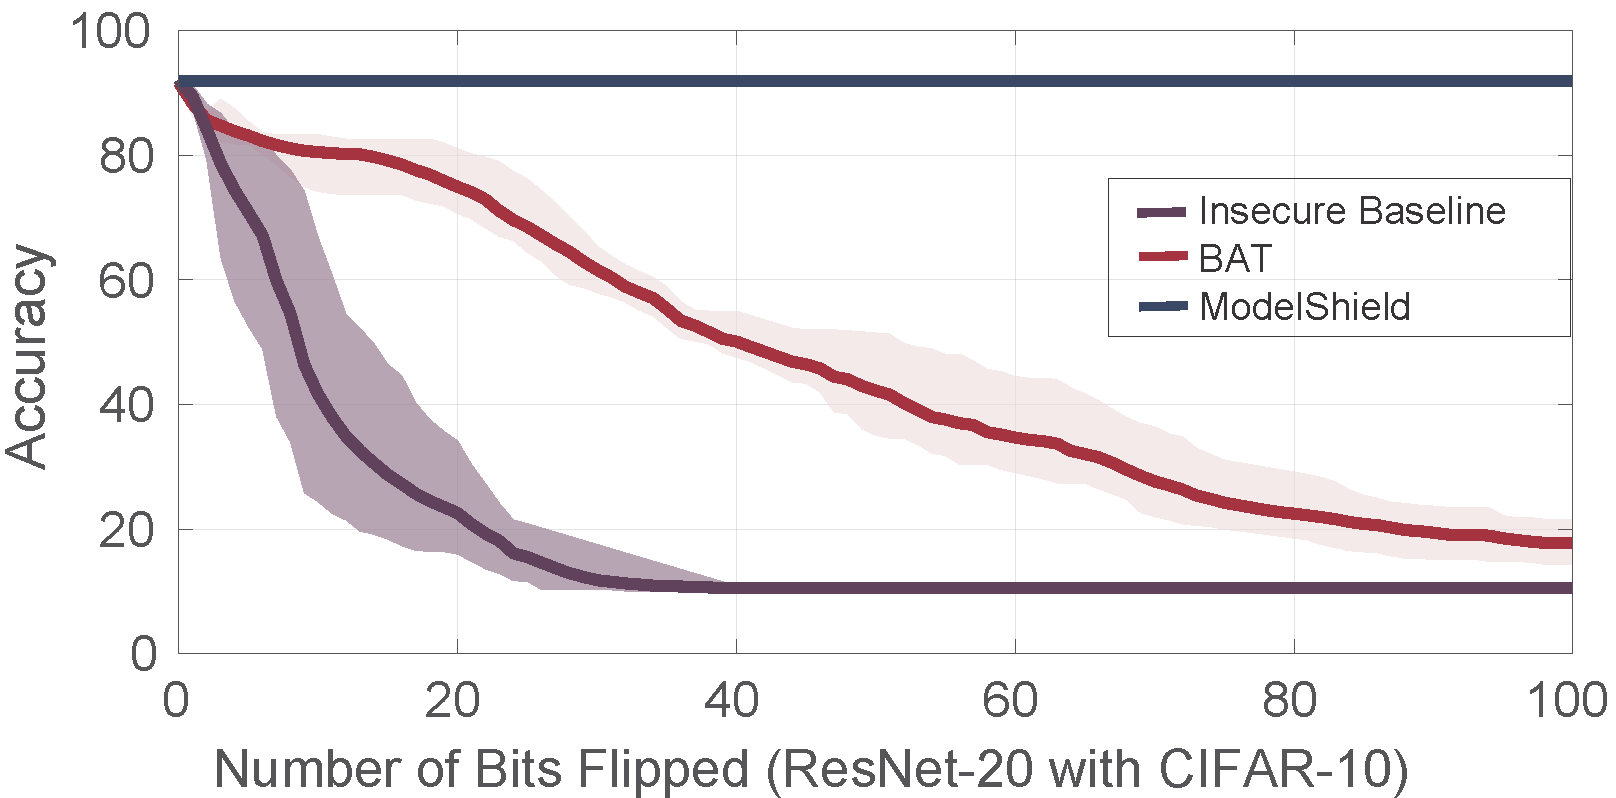 100
80
60
40
20
0
Accuracy
Insecure Baseline
BAT
ModelShield
0 20 40 60 80 100
Number of Bits Flipped (ResNet-20 with CIFAR-10)